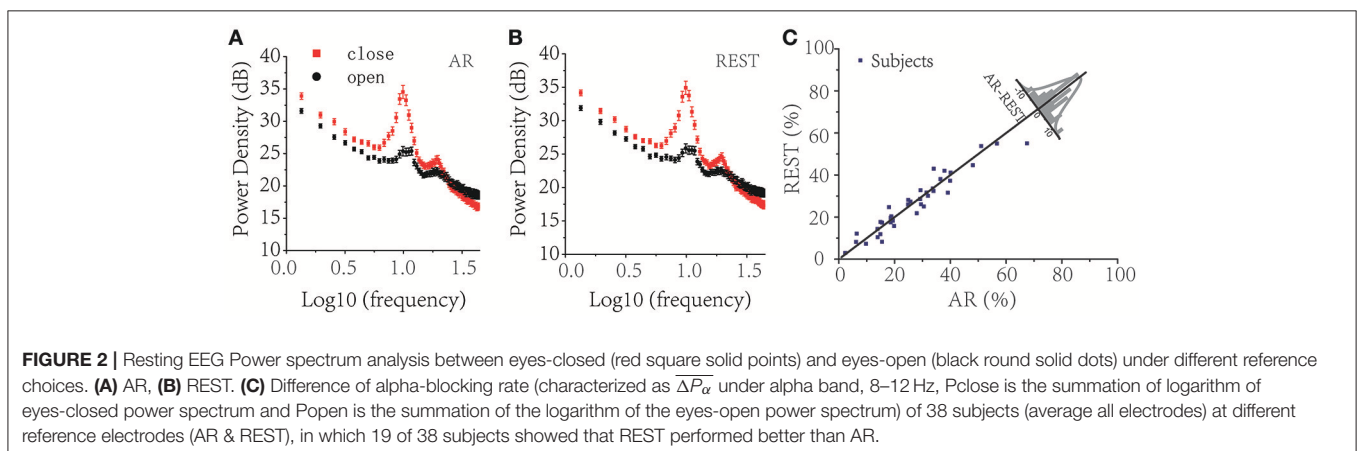 A
close
open
AR
Power Density (dB)
40
35
30
25
20
15
10
0.0 0.5 1.0 1.5
Log10 (frequency)
B
REST
Power Density (dB)
40
35
30
25
20
15
10
0.0 0.5 1.0 1.5
Log10 (frequency)
C
Subjects
REST (%)
100
80
60
40
20
0
0 20 40 60 80 100
AR (%)
AR-REST
-10
0
10
FIGURE 2 | Resting EEG Power spectrum analysis between eyes-closed (red square solid points) and eyes-open (black round solid dots) under different reference
choices. (A) AR, (B) REST. (C) Difference of alpha-blocking rate (characterized as \overline{ΔP_α} under alpha band, 8–12 Hz, Pclose is the summation of logarithm of
eyes-closed power spectrum and Popen is the summation of the logarithm of the eyes-open power spectrum) of 38 subjects (average all electrodes) at different
reference electrodes (AR & REST), in which 19 of 38 subjects showed that REST performed better than AR.